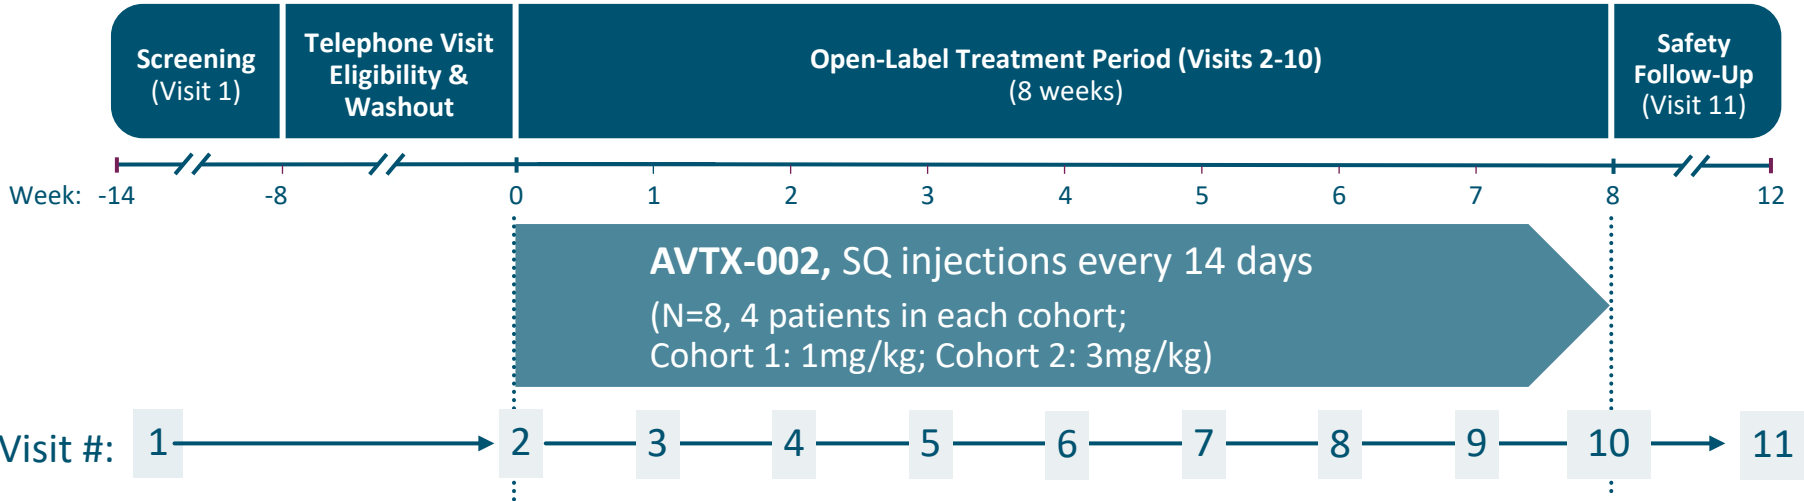 Screening
(Visit 1)
Telephone Visit
Eligibility &
Washout
Open-Label Treatment Period (Visits 2-10)
(8 weeks)
Safety
Follow-Up
(Visit 11)
Week: -14 -8 0 1 2 3 4 5 6 7 8 12
AVTX-002, SQ injections every 14 days
(N=8, 4 patients in each cohort;
Cohort 1: 1mg/kg; Cohort 2: 3mg/kg)
Visit #: 1 2 3 4 5 6 7 8 9 10 11